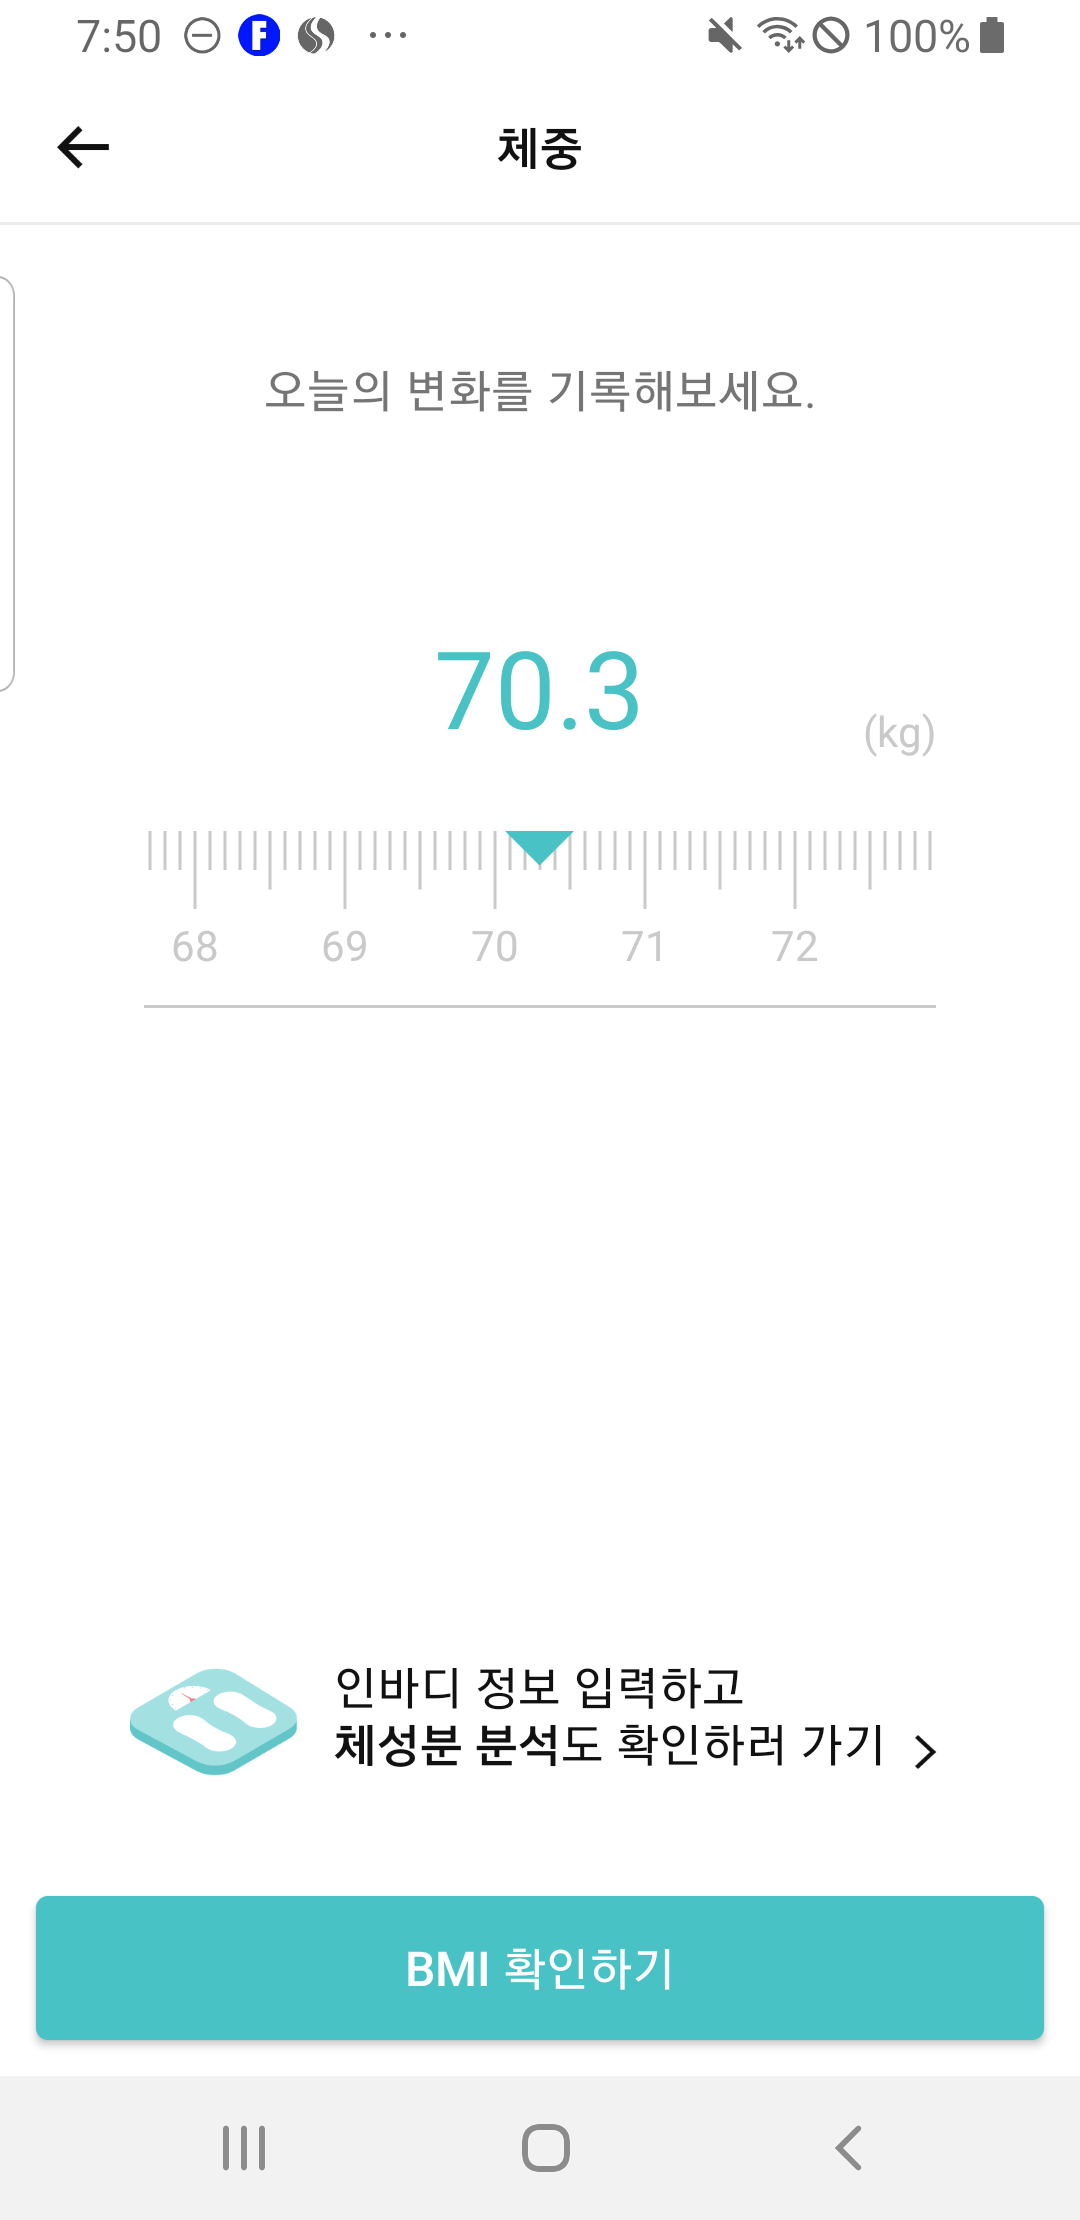 7:50
100%
체중
오늘의 변화를 기록해보세요.
70.3
(kg)
68 69 70 71 72
인바디 정보 입력하고
체성분 분석도 확인하러 가기
BMI 확인하기